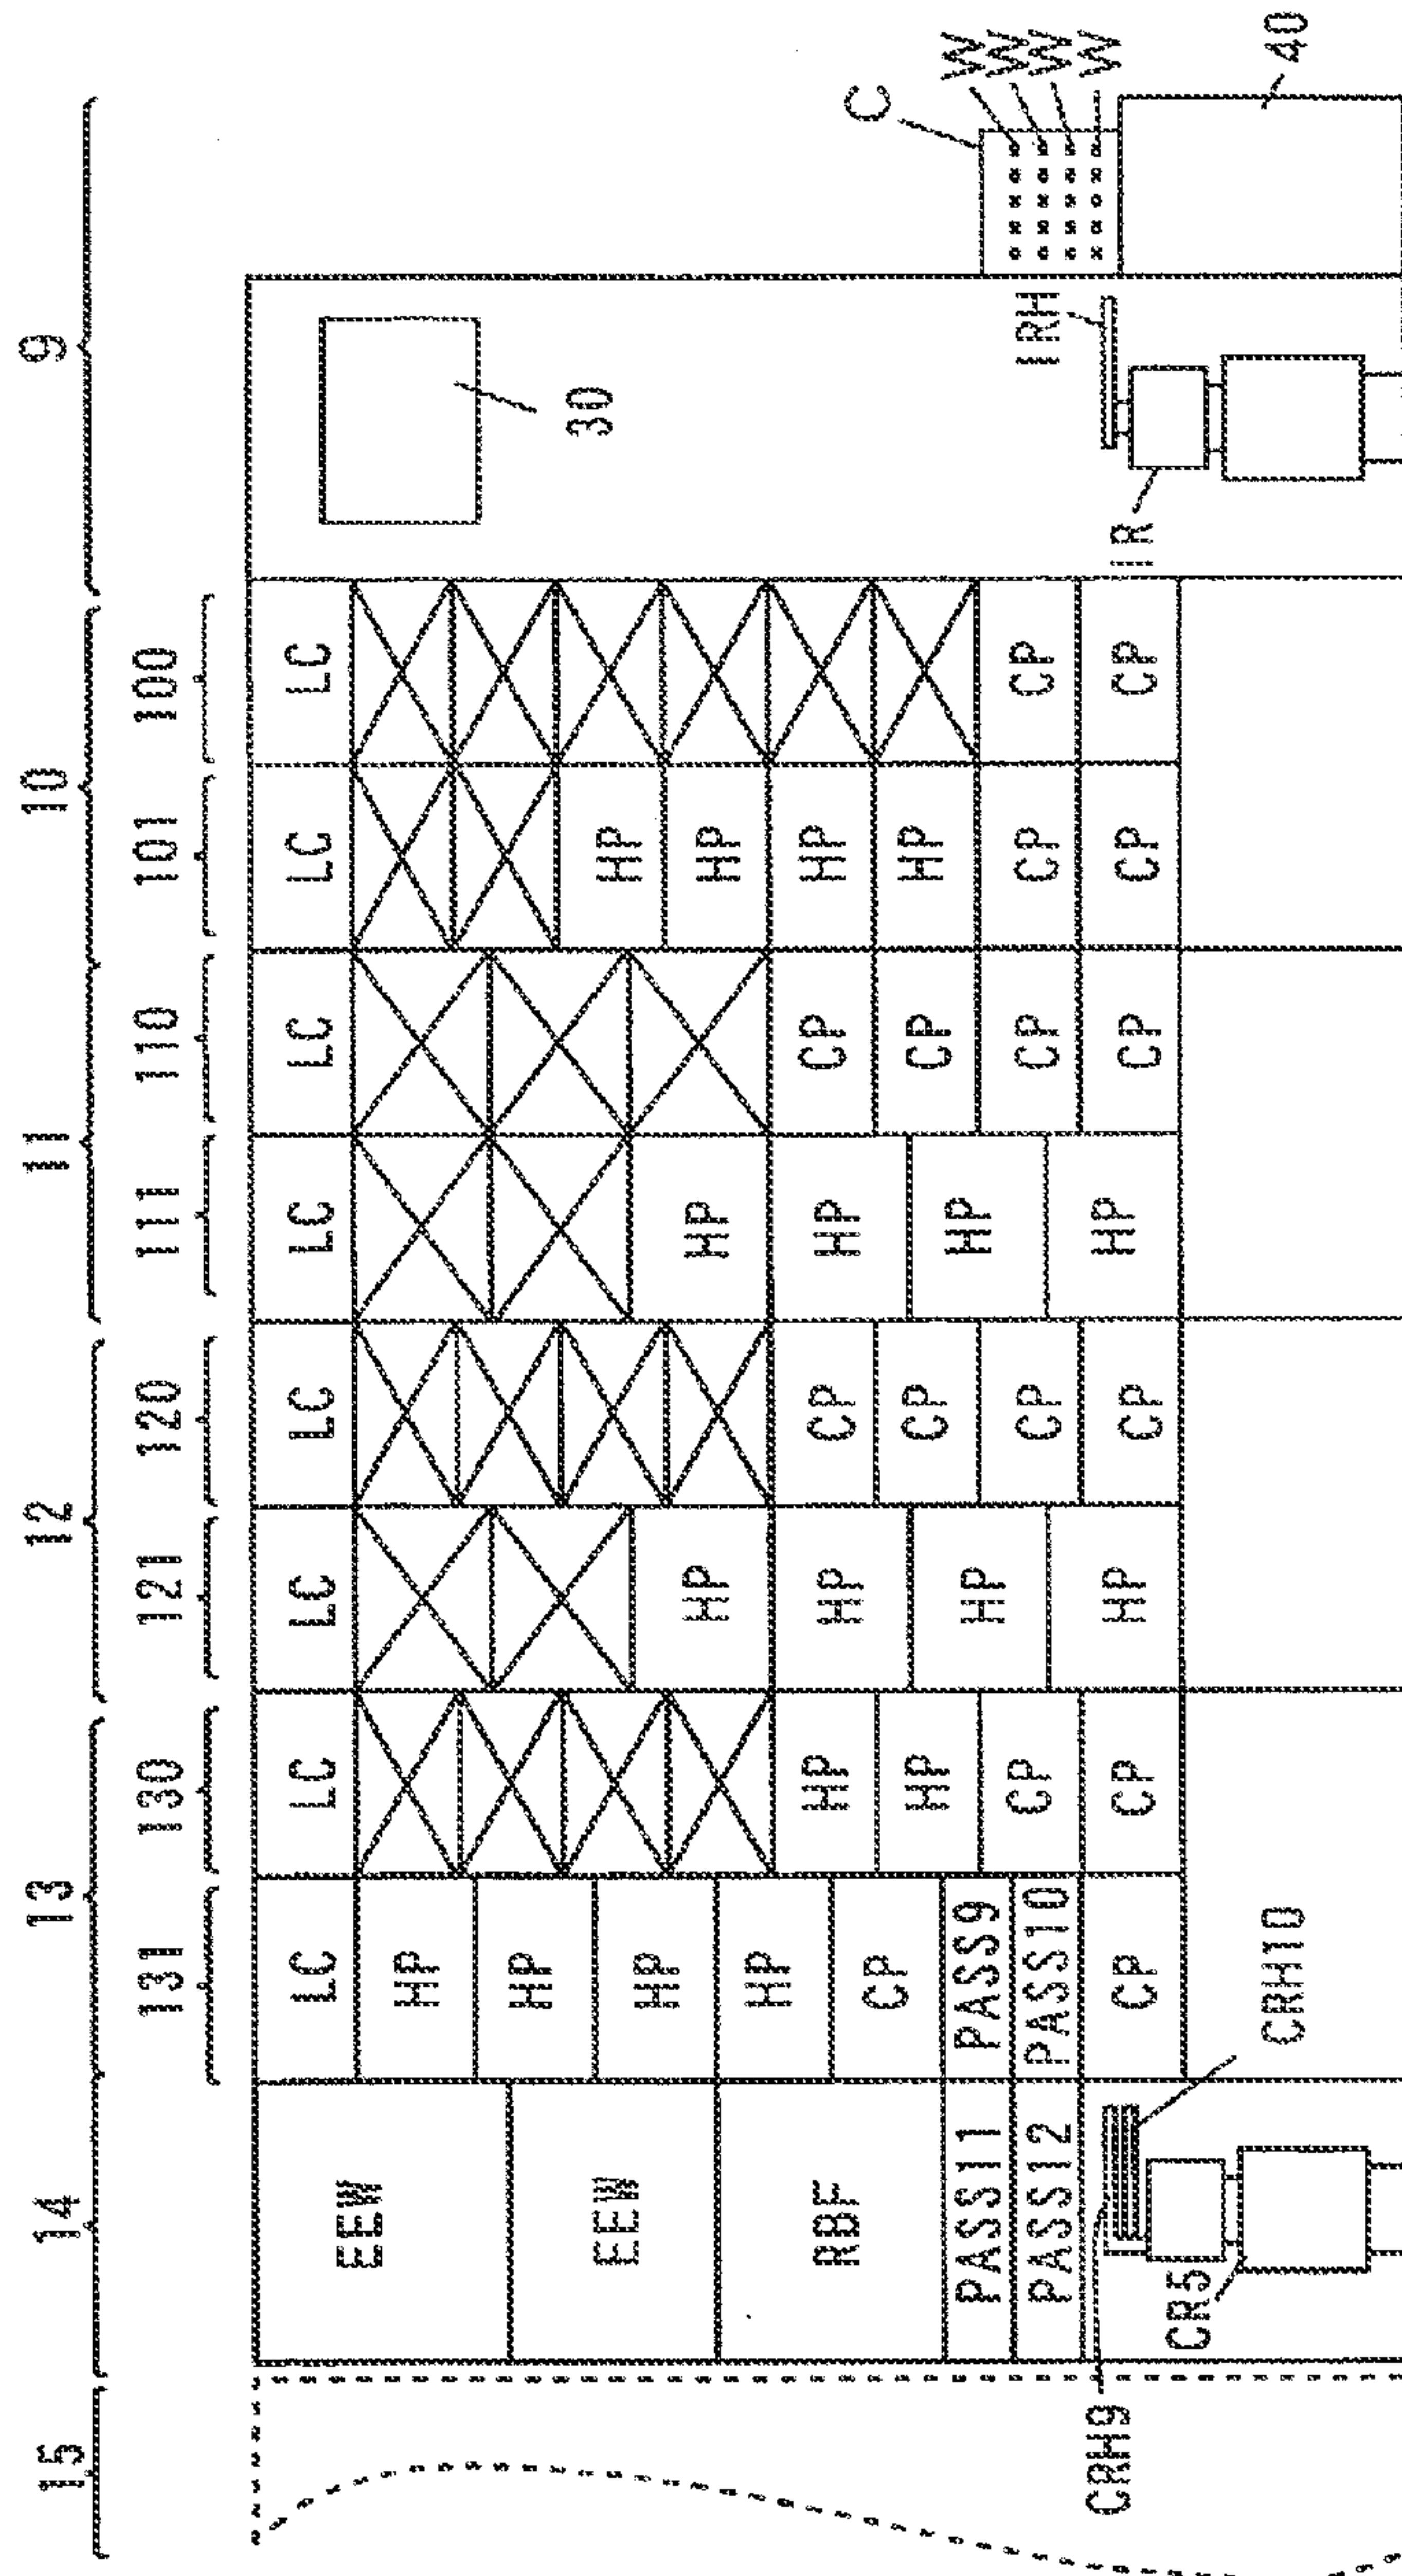 15 14 13 12 11 10 9
131 130 121 120 111 110 101 100
EEW LC LC LC LC LC LC LC LC
HP
30
HP
EEW
HP HP HP HP
HP
HP
RBF CP HP HP CP HP CP HP
HP CP HP CP HP
PASS11 PASS9 CP HP CP HP CP CP CP
PASS12 PASS10
CP CP HP CP HP CP CP CP
C
W
W
W
W
IRH
IR
40
CRH9
CR5
CRH10